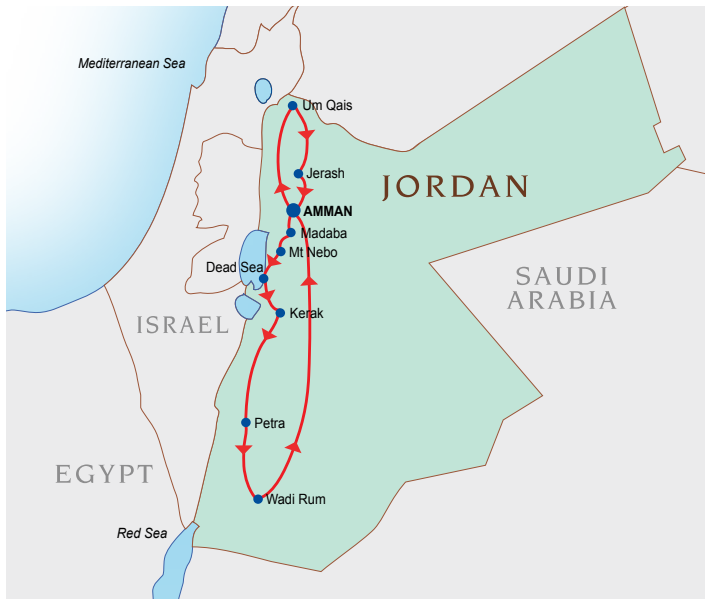 Mediterranean Sea
Um Qais
Jerash
JORDAN
AMMAN
Madaba
Mt Nebo
Dead Sea
SAUDI
ARABIA
Kerak
ISRAEL
Petra
EGYPT
Wadi Rum
Red Sea